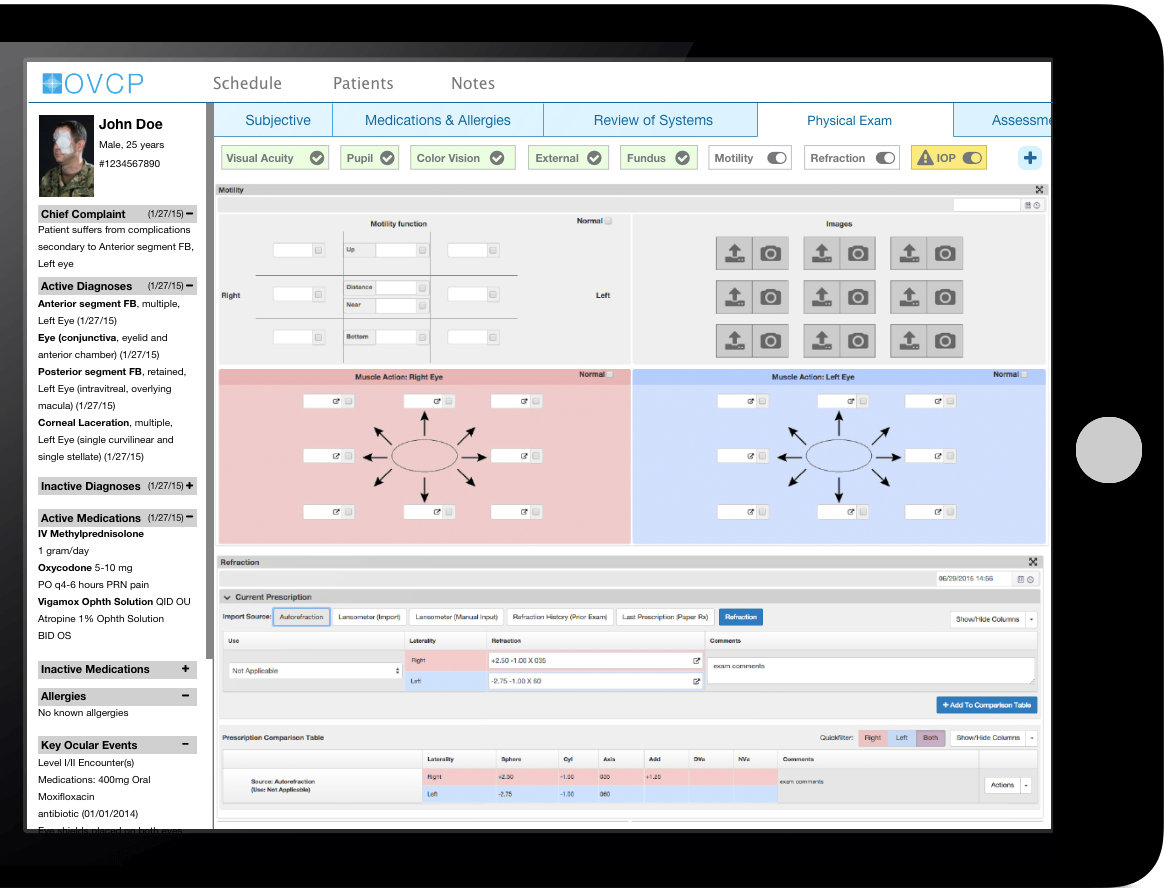 OVCP
Schedule Patients Notes
John Doe
Male, 25 years
#1234567890
Chief Complaint (1/27/15)
Patient suffers from complications
secondary to Anterior segment FB,
Left eye
Active Diagnoses (1/27/15)
Anterior segment FB, multiple,
Left Eye (1/27/15)
Eye (conjunctiva, eyelid and
anterior chamber) (1/27/15)
Posterior segment FB, retained,
Left Eye (intravitreal, overlying
macula) (1/27/15)
Corneal Laceration, multiple,
Left Eye (single curvilinear and
single stellate) (1/27/15)
Inactive Diagnoses (1/27/15)
Active Medications (1/27/15)
IV Methylprednisolone
1 gram/day
Oxycodone 5-10 mg
PO q4-6 hours PRN pain
Vigamox Ophth Solution QID OU
Atropine 1% Ophth Solution
BID OS
Inactive Medications
Allergies
No known allgergies
Key Ocular Events
Level I/II Encounter(s)
Medications: 400mg Oral
Moxifloxacin
antibiotic (01/01/2014)
Eye shields placed on both eyes
Subjective Medications & Allergies Review of Systems Physical Exam Assessme
Visual Acuity Pupil Color Vision External Fundus Motility Refraction IOP
Motility
Motility function Normal
Up
Distance
Right Left
Near
Bottom
Images
Muscle Action: Right Eye Normal
Muscle Action: Left Eye Normal
Refraction
06/29/2015 14:56
Current Prescription
Import Source: Autorefraction Lensometer (Import) Lensometer (Manual Input) Refraction History (Prior Exam) Last Prescription (Paper Rx) Refraction Show/Hide Columns
Use Laterality Refraction Comments
Not Applicable
Right +2.50 -1.00 X 035
Left -2.75 -1.00 X 60
exam comments
+ Add To Comparison Table
Prescription Comparison Table Quickfilter: Right Left Both Show/Hide Columns
Laterality Sphere Cyl Axis Add DVa NVa Comments
Source: Autorefraction
(Use: Not Applicable)
Right +2.50 -1.00 035 +1.25
Left -2.75 -1.00 060
exam comments
Actions